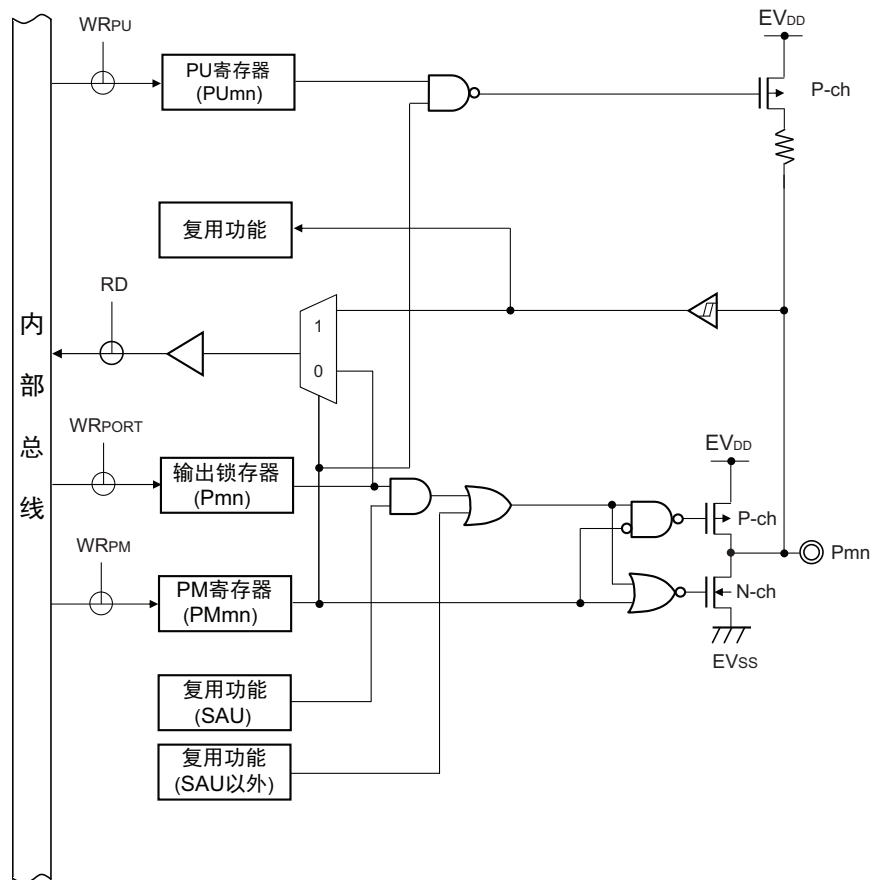 WRPU
PU寄存器
(PUmn)
EVDD
P-ch
复用功能
RD
1
0
内部总线
WRPORT
输出锁存器
(Pmn)
EVDD
P-ch
Pmn
WRPM
PM寄存器
(PMmn)
N-ch
EVSS
复用功能
(SAU)
复用功能
(SAU以外)